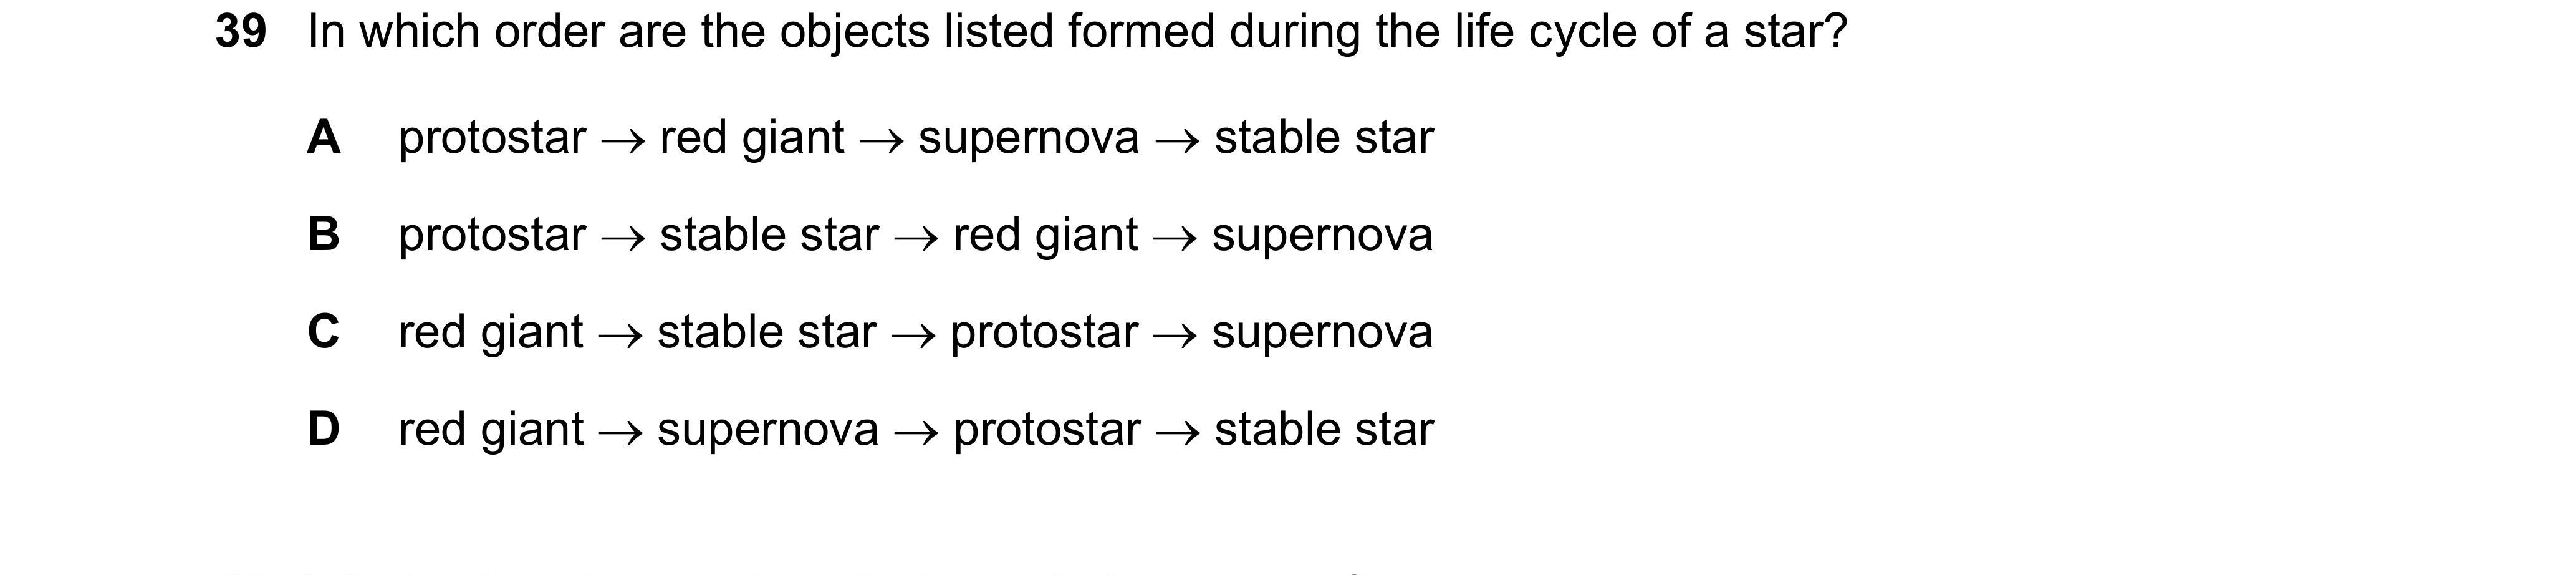 39 In which order are the objects listed formed during the life cycle of a star?
A protostar → red giant → supernova → stable star
B protostar → stable star → red giant → supernova
C red giant → stable star → protostar → supernova
D red giant → supernova → protostar → stable star